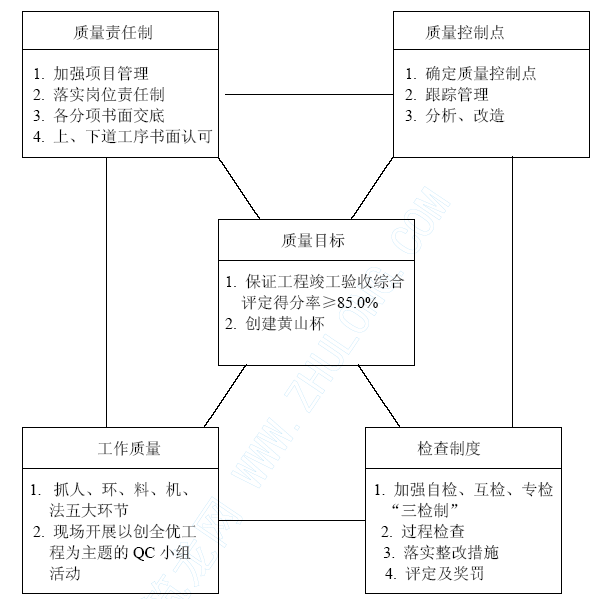 质量责任制
1. 加强项目管理
2. 落实岗位责任制
3. 各分项书面交底
4. 上、下道工序书面认可
质量控制点
1. 确定质量控制点
2. 跟踪管理
3. 分析、改造
质量目标
1. 保证工程竣工验收综合
评定得分率≥85.0%
2. 创建黄山杯
工作质量
1. 抓人、环、料、机、
法五大环节
2. 现场开展以创全优工
程为主题的 QC 小组
活动
检查制度
1. 加强自检、互检、专检
“三检制”
2. 过程检查
3. 落实整改措施
4. 评定及奖罚
筑龙网 WWW.ZHULONG.COM